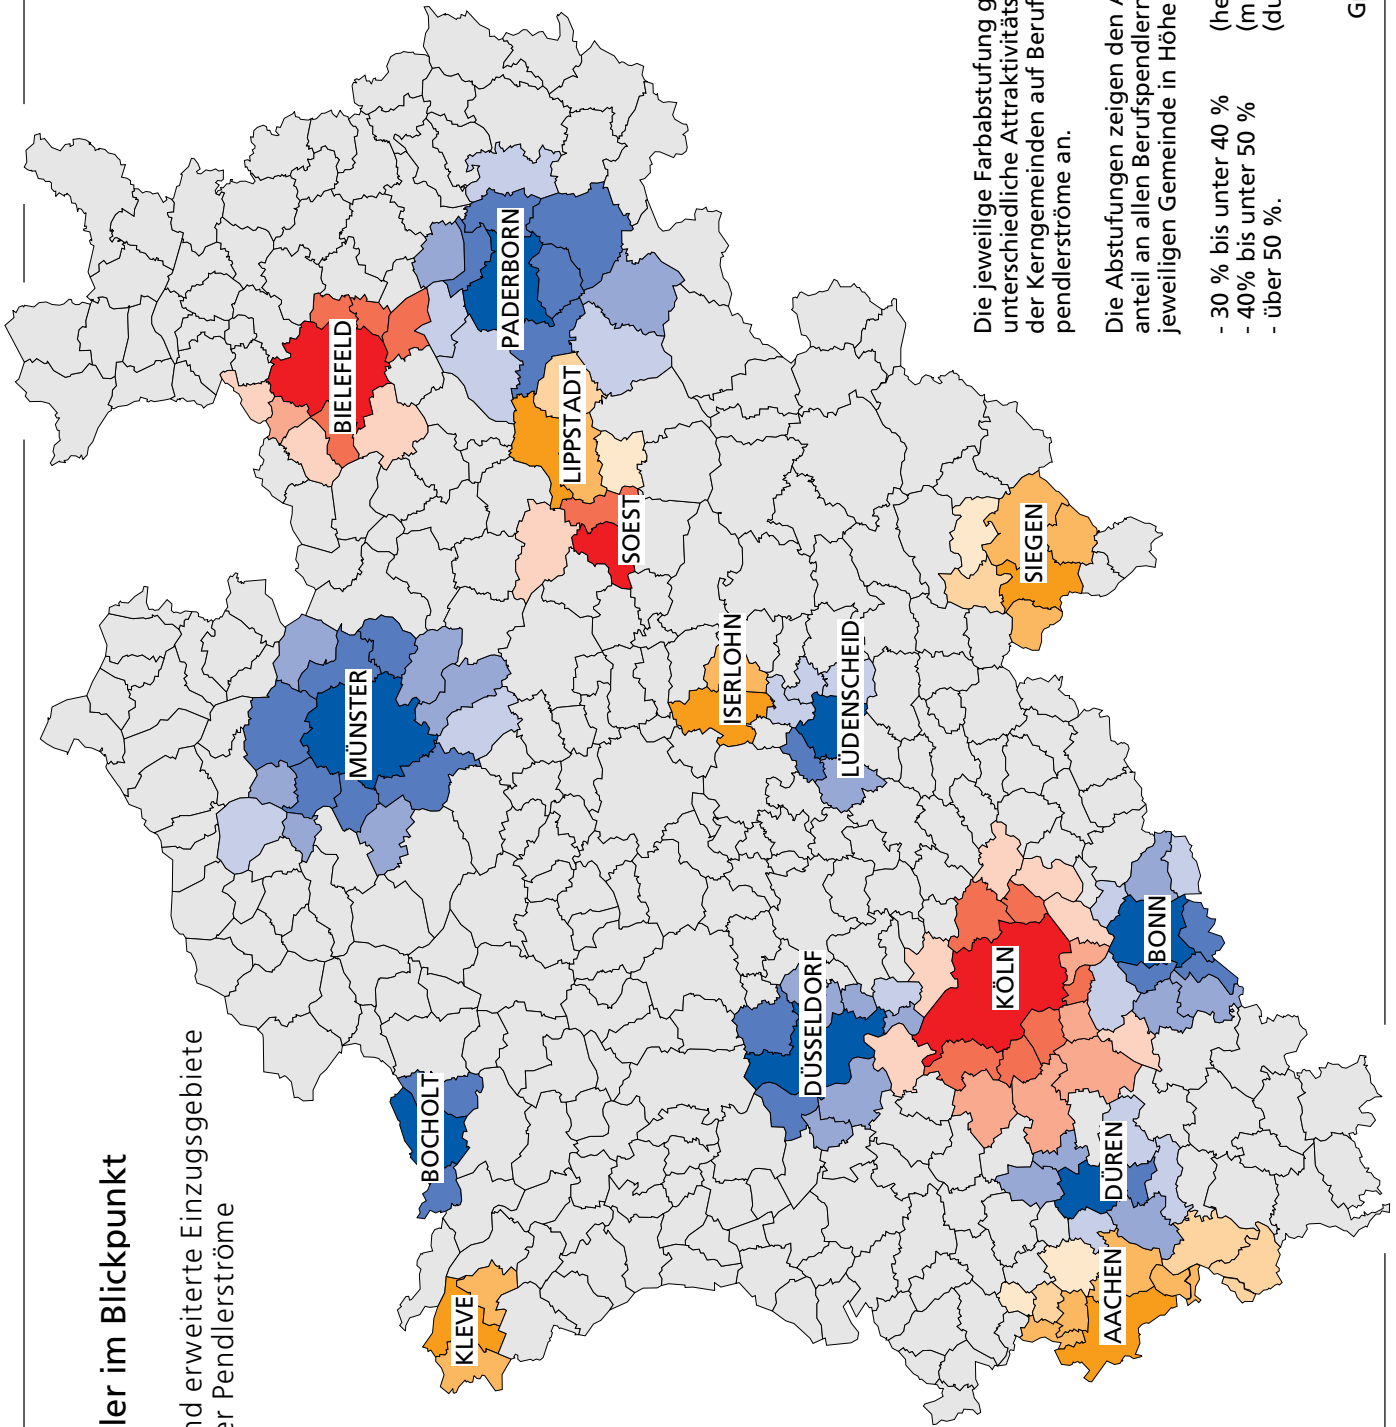 ler im Blickpunkt
nd erweiterte Einzugsgebiete
er Pendlerströme
KLEVE
BOCHOLT
MÜNSTER
BIELEFELD
PADERBORN
LIPPSTADT
SOEST
ISERLOHN
LÜDENSCHEID
DÜSSELDORF
KÖLN
SIEGEN
BONN
DÜREN
AACHEN
Die jeweilige Farbabstufung g
unterschiedliche Attraktivitäts
der Kerngemeinden auf Beruf
pendlerströme an.
Die Abstufungen zeigen den A
anteil an allen Berufspendlern
jeweiligen Gemeinde in Höhe
- 30 % bis unter 40 % (he
- 40% bis unter 50 % (m
- über 50 %. (du
G